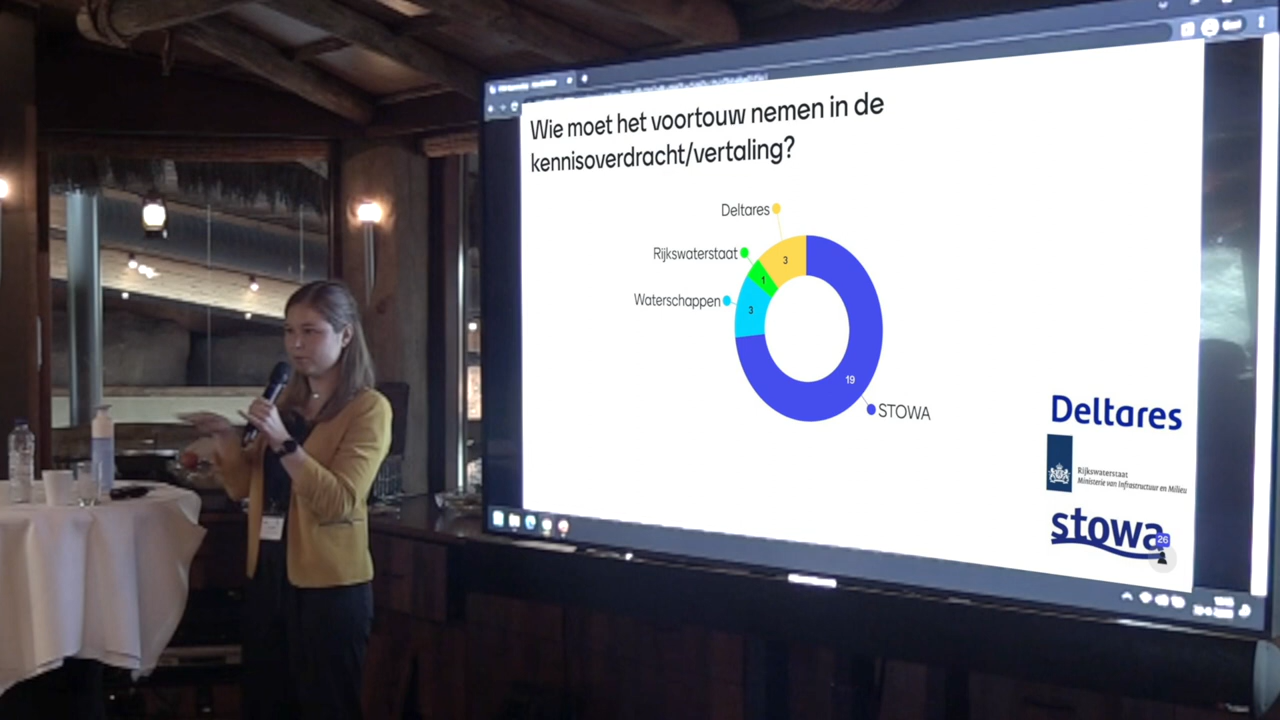 Wie moet het voortouw nemen in de
kennisoverdracht/vertaling?
Deltares
3
Rijkswaterstaat
1
Waterschappen
3
19
STOWA
Deltares
Rijkswaterstaat
Ministerie van Infrastructuur en Milieu
stowa
26